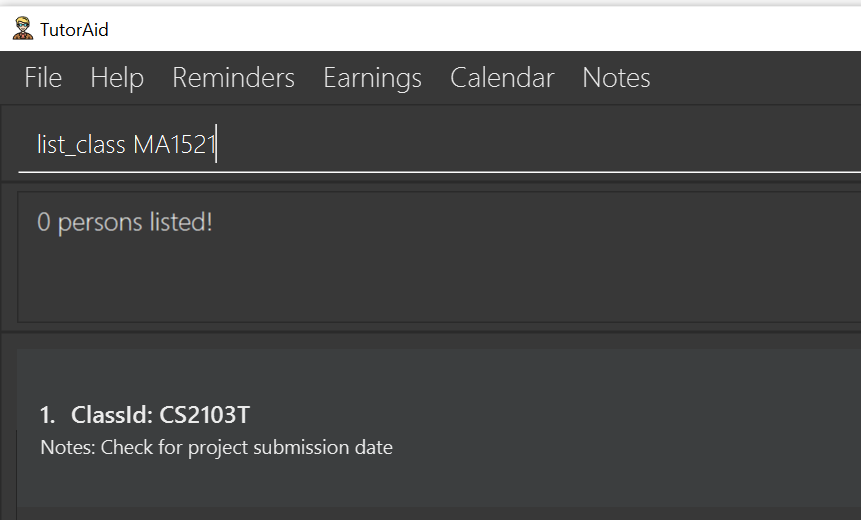 TutorAid
File Help Reminders Earnings Calendar Notes
list_class MA1521
0 persons listed!
1. ClassId: CS2103T
Notes: Check for project submission date